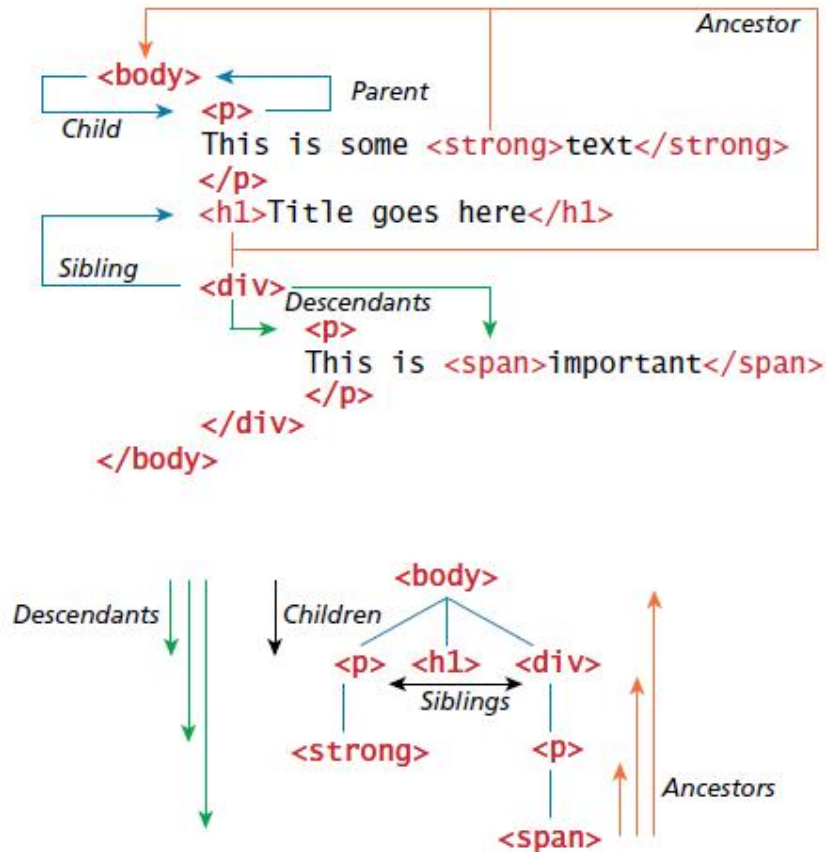 Ancestor
<body>
Parent
<p>
Child
This is some <strong>text</strong>
</p>
<h1>Title goes here</h1>
Sibling
<div>
Descendants
<p>
This is <span>important</span>
</p>
</div>
</body>
<body>
Descendants
Children
<p> <h1> <div>
Siblings
<strong> <p>
Ancestors
<span>